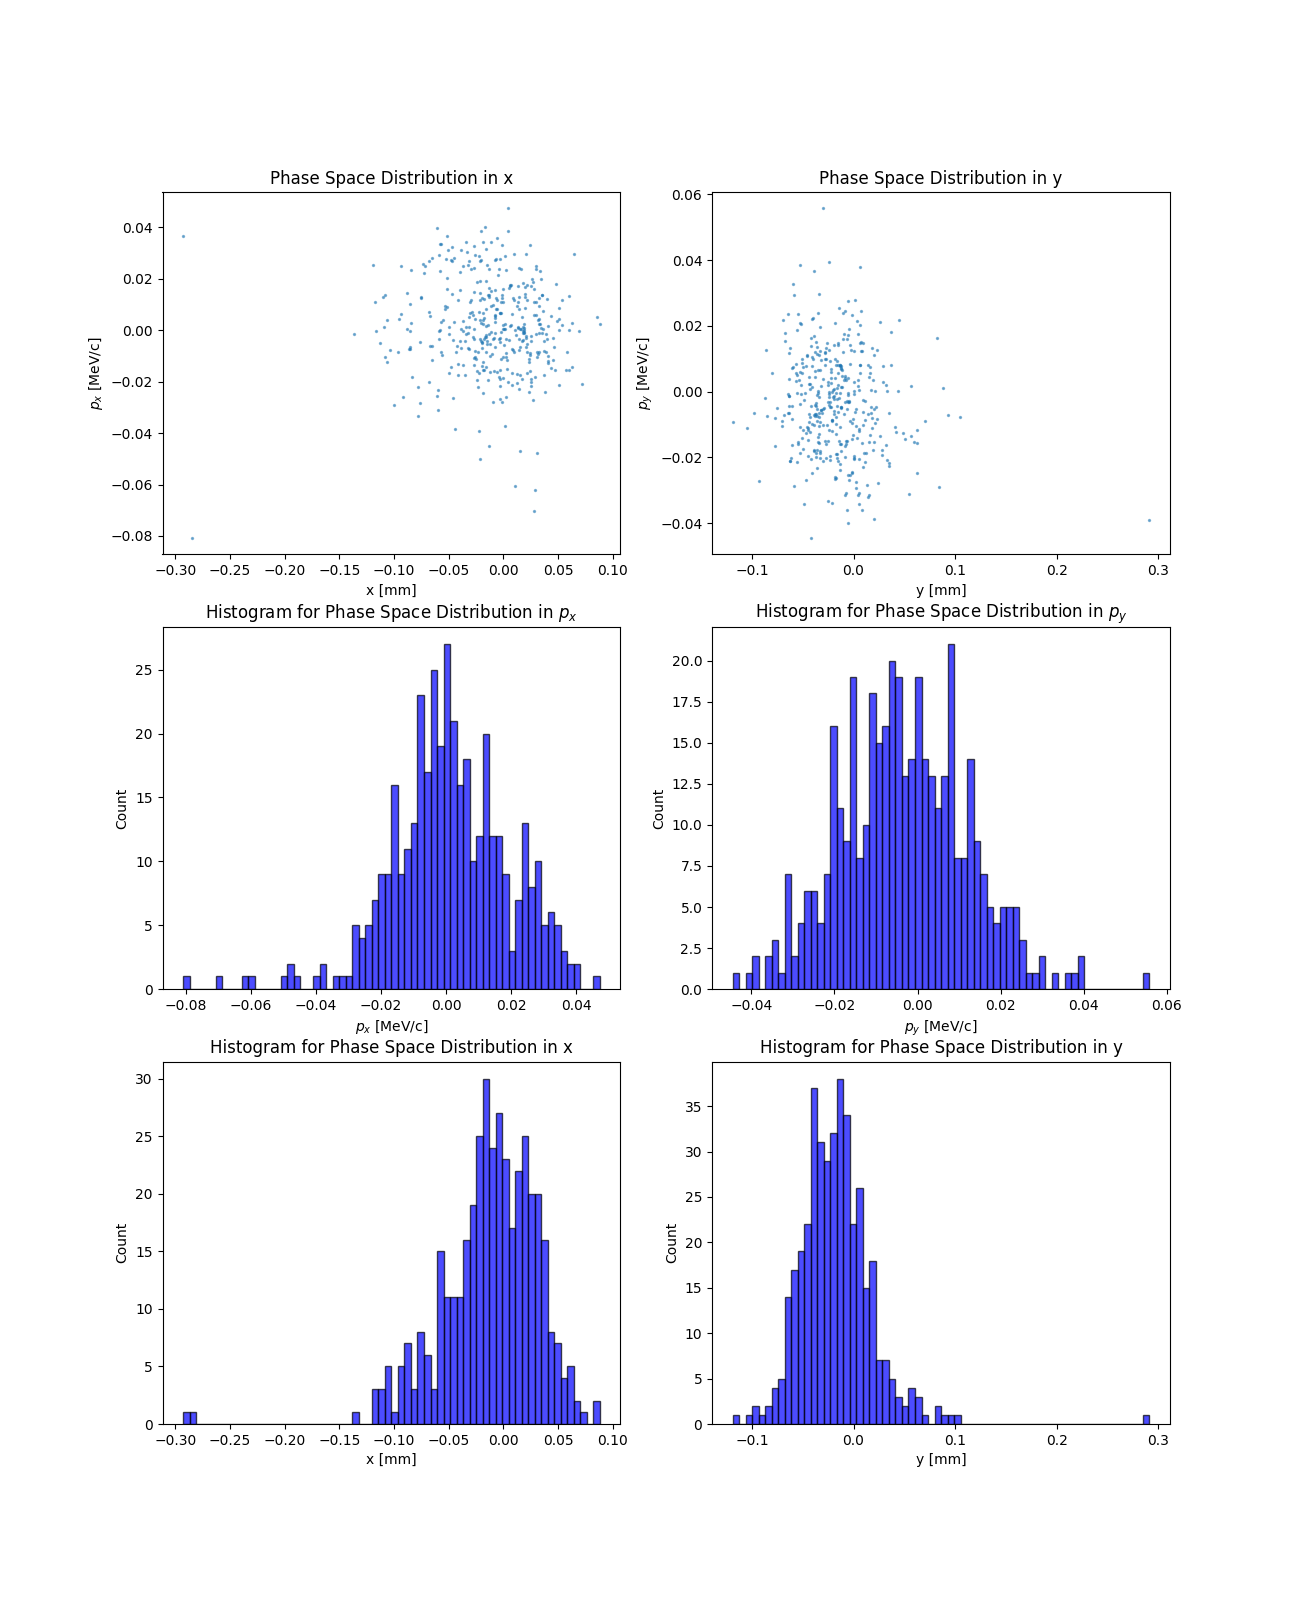 Phase Space Distribution in x
0.04
0.02
0.00
−0.02
−0.04
−0.06
−0.08
p_x [MeV/c]
−0.30 −0.25 −0.20 −0.15 −0.10 −0.05 0.00 0.05 0.10
x [mm]
Phase Space Distribution in y
0.06
0.04
0.02
0.00
−0.02
−0.04
p_y [MeV/c]
−0.1 0.0 0.1 0.2 0.3
y [mm]
Histogram for Phase Space Distribution in p_x
25
20
15
10
5
0
Count
−0.08 −0.06 −0.04 −0.02 0.00 0.02 0.04
p_x [MeV/c]
Histogram for Phase Space Distribution in p_y
20.0
17.5
15.0
12.5
10.0
7.5
5.0
2.5
0.0
Count
−0.04 −0.02 0.00 0.02 0.04 0.06
p_y [MeV/c]
Histogram for Phase Space Distribution in x
30
25
20
15
10
5
0
Count
−0.30 −0.25 −0.20 −0.15 −0.10 −0.05 0.00 0.05 0.10
x [mm]
Histogram for Phase Space Distribution in y
35
30
25
20
15
10
5
0
Count
−0.1 0.0 0.1 0.2 0.3
y [mm]